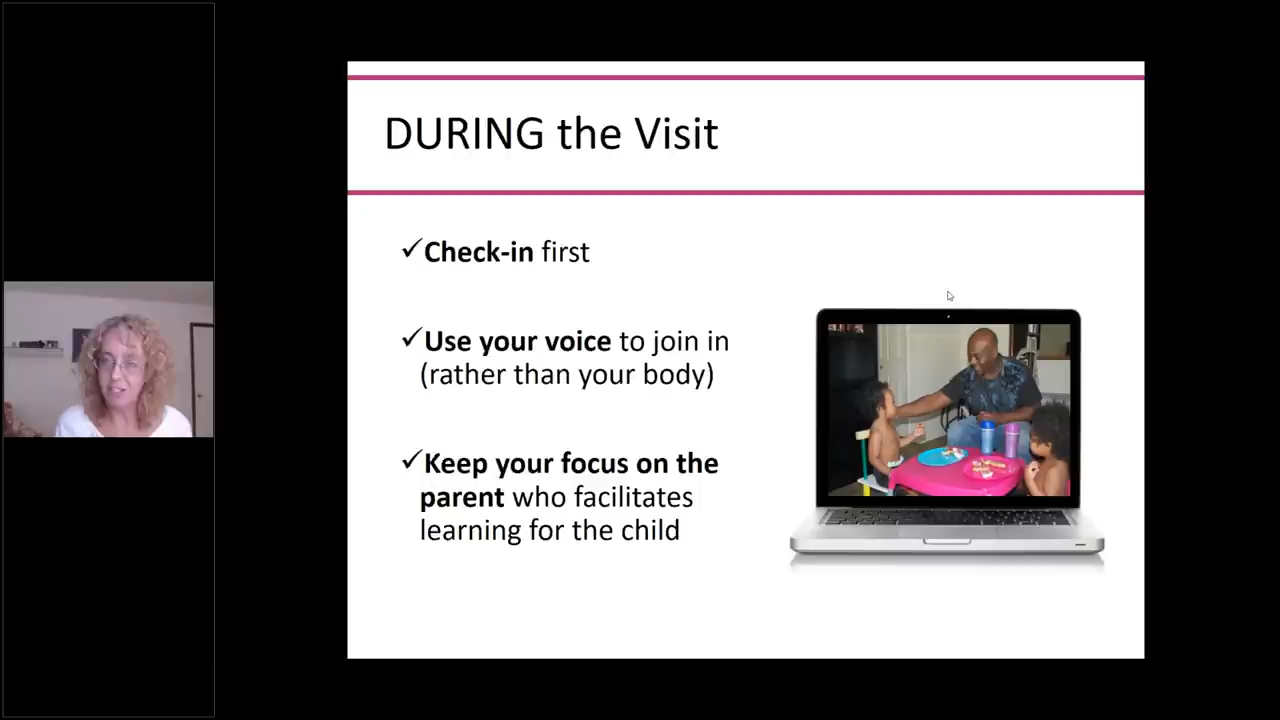 DURING the Visit
✓Check-in first
✓Use your voice to join in
(rather than your body)
✓Keep your focus on the
parent who facilitates
learning for the child